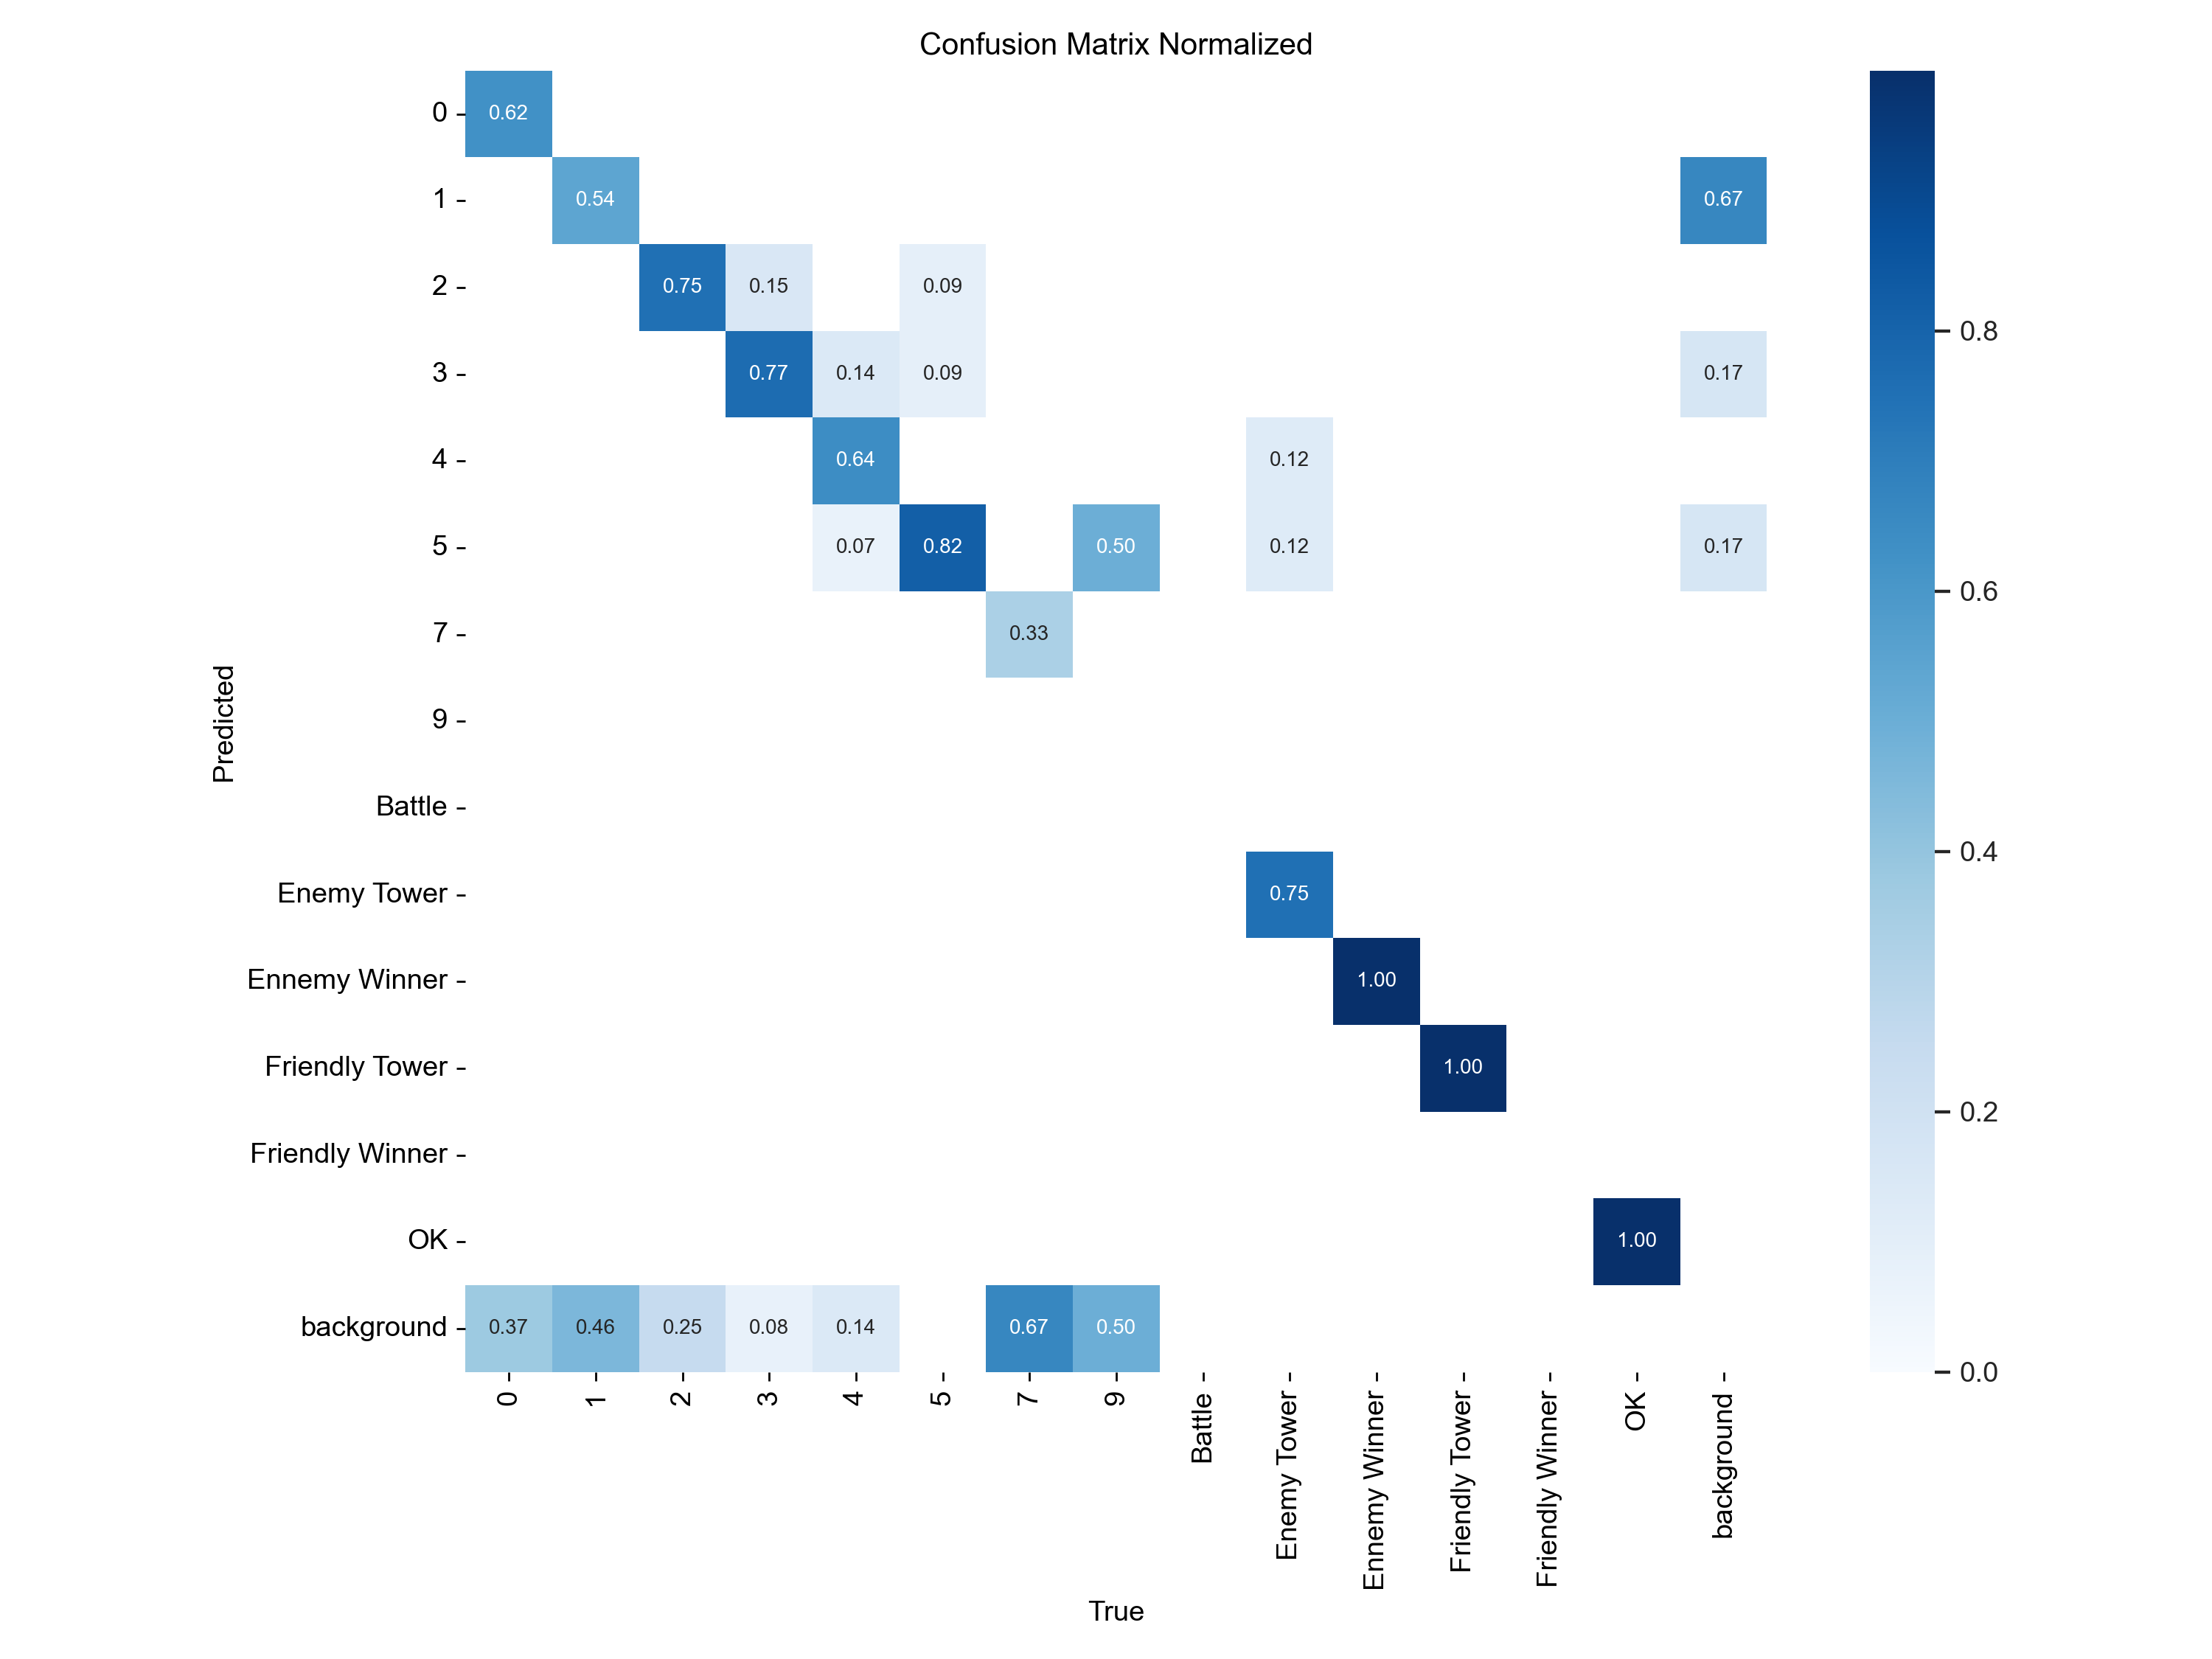 Confusion Matrix Normalized
0 0.62
1 0.54 0.67
2 0.75 0.15 0.09
3 0.77 0.14 0.09 0.17
4 0.64 0.12
5 0.07 0.82 0.50 0.12 0.17
7 0.33
9
Battle
Enemy Tower 0.75
Ennemy Winner 1.00
Friendly Tower 1.00
Friendly Winner
OK 1.00
background 0.37 0.46 0.25 0.08 0.14 0.67 0.50
Predicted
0 1 2 3 4 5 7 9 Battle Enemy Tower Ennemy Winner Friendly Tower Friendly Winner OK background
True
0.8
0.6
0.4
0.2
0.0